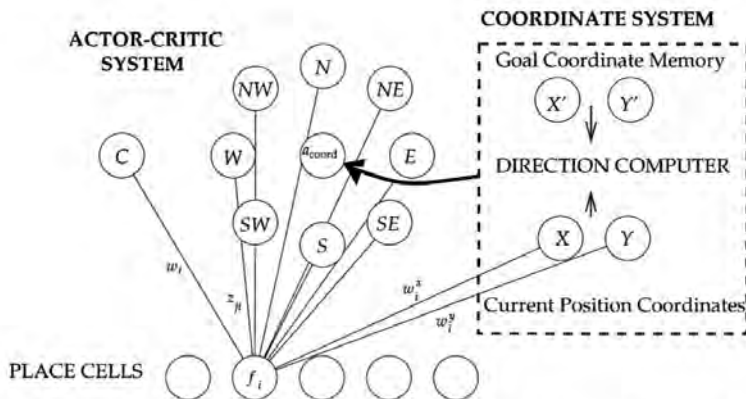 COORDINATE SYSTEM
ACTOR-CRITIC
SYSTEM
Goal Coordinate Memory
N
NW
NE
X′
Y′
C
W
a_coord
E
DIRECTION COMPUTER
SW
S
SE
X
Y
w_i
z_ji
w_i^x
w_i^y
Current Position Coordinates
PLACE CELLS
f_i